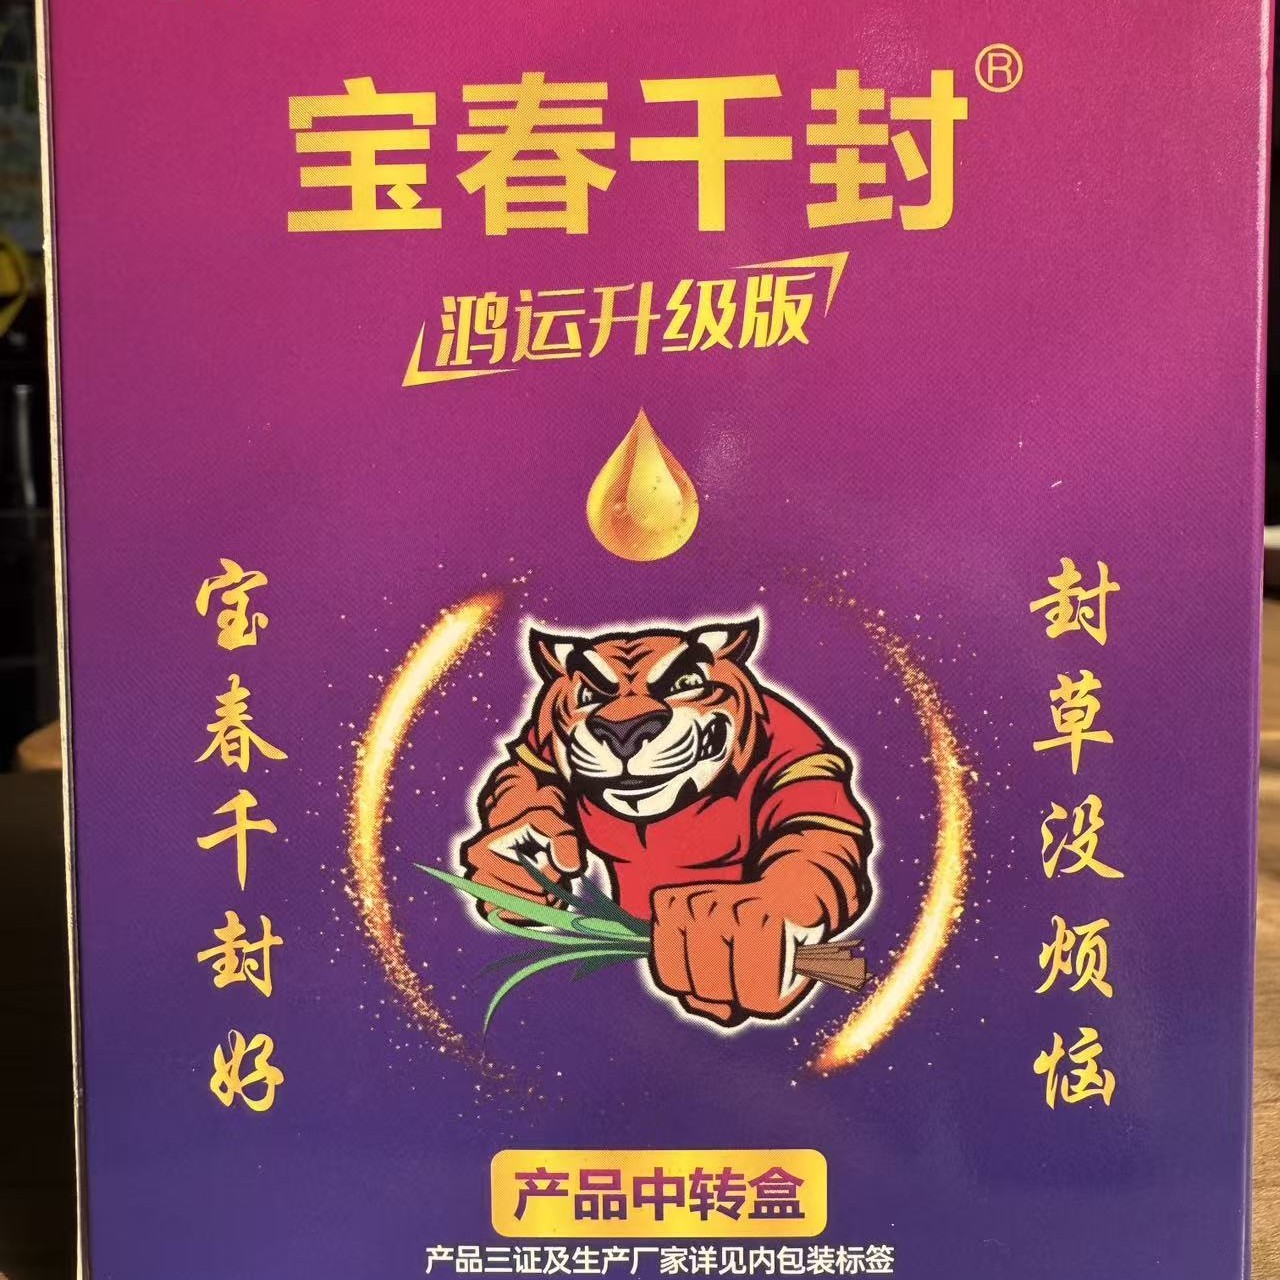 宝春千封®
鸿运升级版
宝春千封好
封草没烦恼
产品中转盒
产品三证及生产厂家详见内包装标签